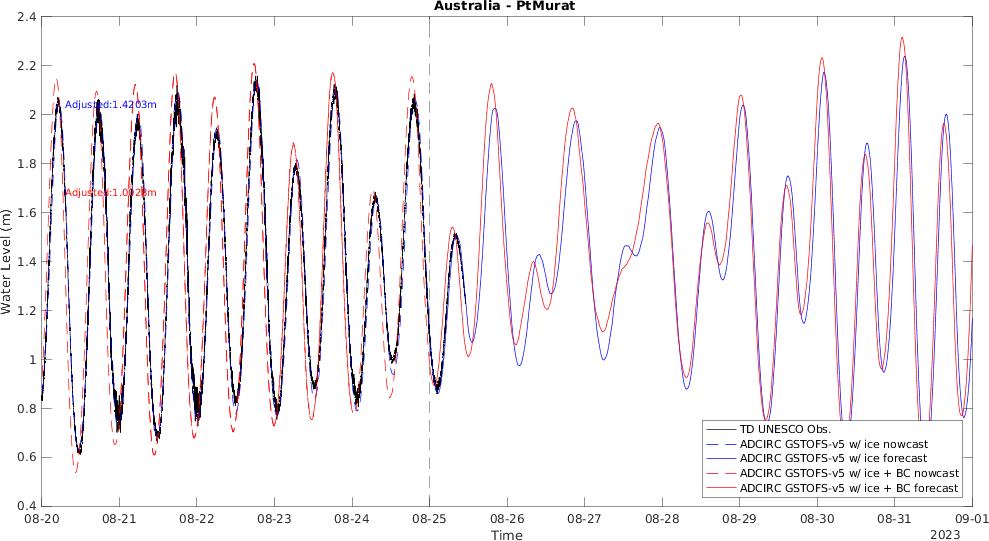 Australia - PtMurat
2.4
2.2
2
1.8
1.6
1.4
1.2
1
0.8
0.6
0.4
Water Level (m)
Adjusted:1.4203m
Adjusted:1.0028m
TD UNESCO Obs.
ADCIRC GSTOFS-v5 w/ ice nowcast
ADCIRC GSTOFS-v5 w/ ice forecast
ADCIRC GSTOFS-v5 w/ ice + BC nowcast
ADCIRC GSTOFS-v5 w/ ice + BC forecast
08-20 08-21 08-22 08-23 08-24 08-25 08-26 08-27 08-28 08-29 08-30 08-31 09-01
Time
2023